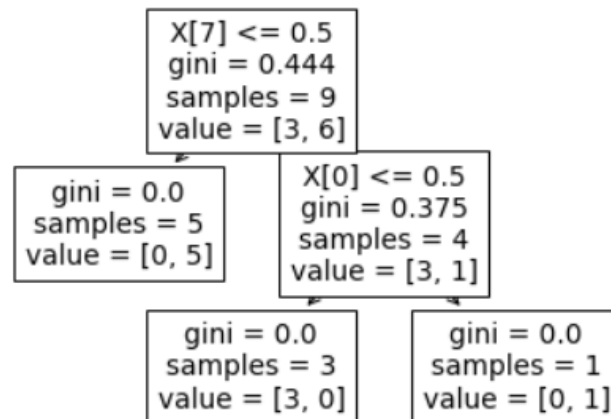 X[7] <= 0.5
gini = 0.444
samples = 9
value = [3, 6]
gini = 0.0
samples = 5
value = [0, 5]
X[0] <= 0.5
gini = 0.375
samples = 4
value = [3, 1]
gini = 0.0
samples = 3
value = [3, 0]
gini = 0.0
samples = 1
value = [0, 1]